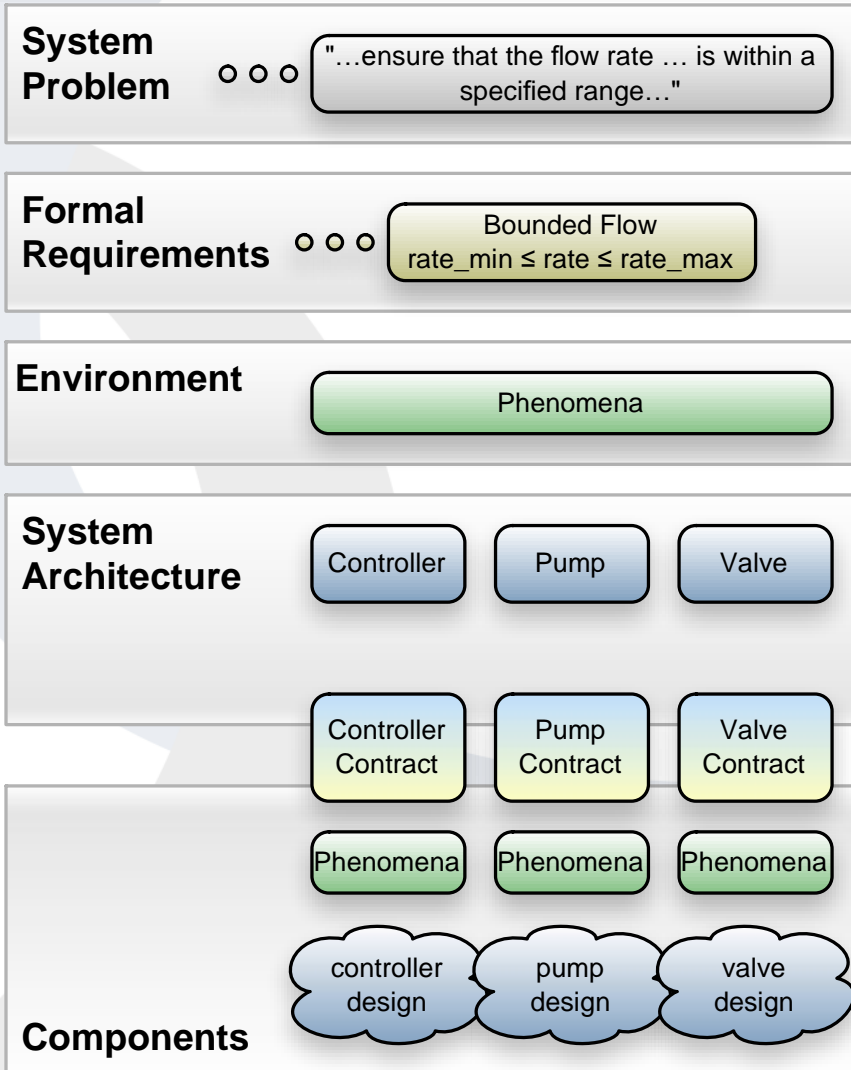 System
Problem
"…ensure that the flow rate … is within a
specified range…"
Formal
Requirements
Bounded Flow
rate_min ≤ rate ≤ rate_max
Environment
Phenomena
System
Architecture
Controller
Pump
Valve
Controller
Contract
Pump
Contract
Valve
Contract
Phenomena
Phenomena
Phenomena
controller
design
pump
design
valve
design
Components